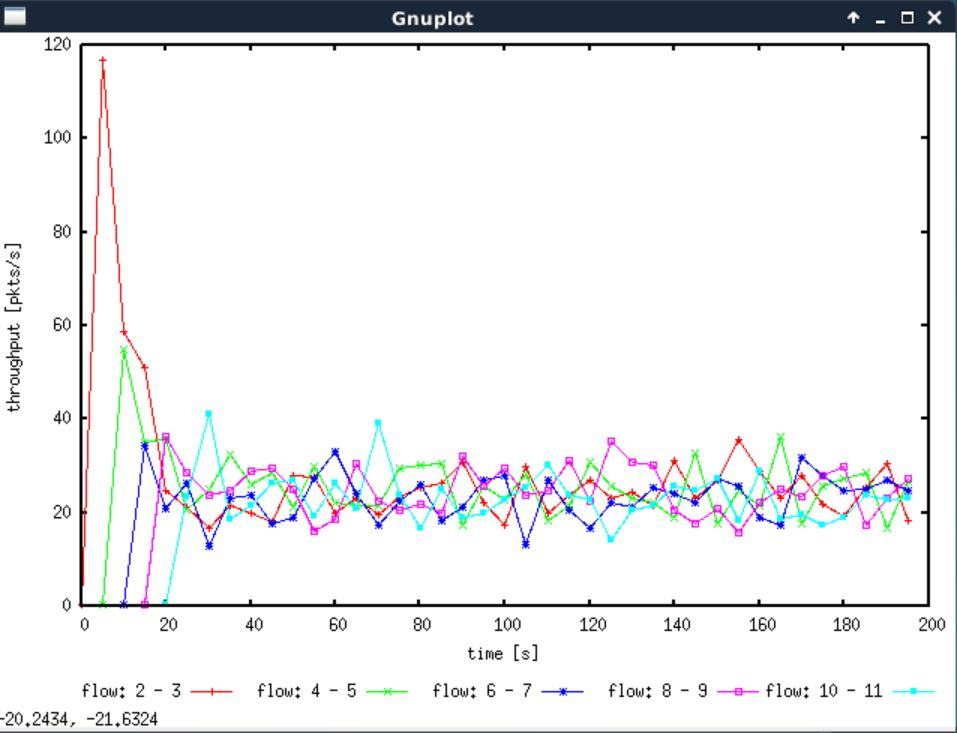 Gnuplot
120
100
80
60
40
20
0
throughput [pkts/s]
0 20 40 60 80 100 120 140 160 180 200
time [s]
flow: 2 - 3 flow: 4 - 5 flow: 6 - 7 flow: 8 - 9 flow: 10 - 11
-20.2434, -21.6324